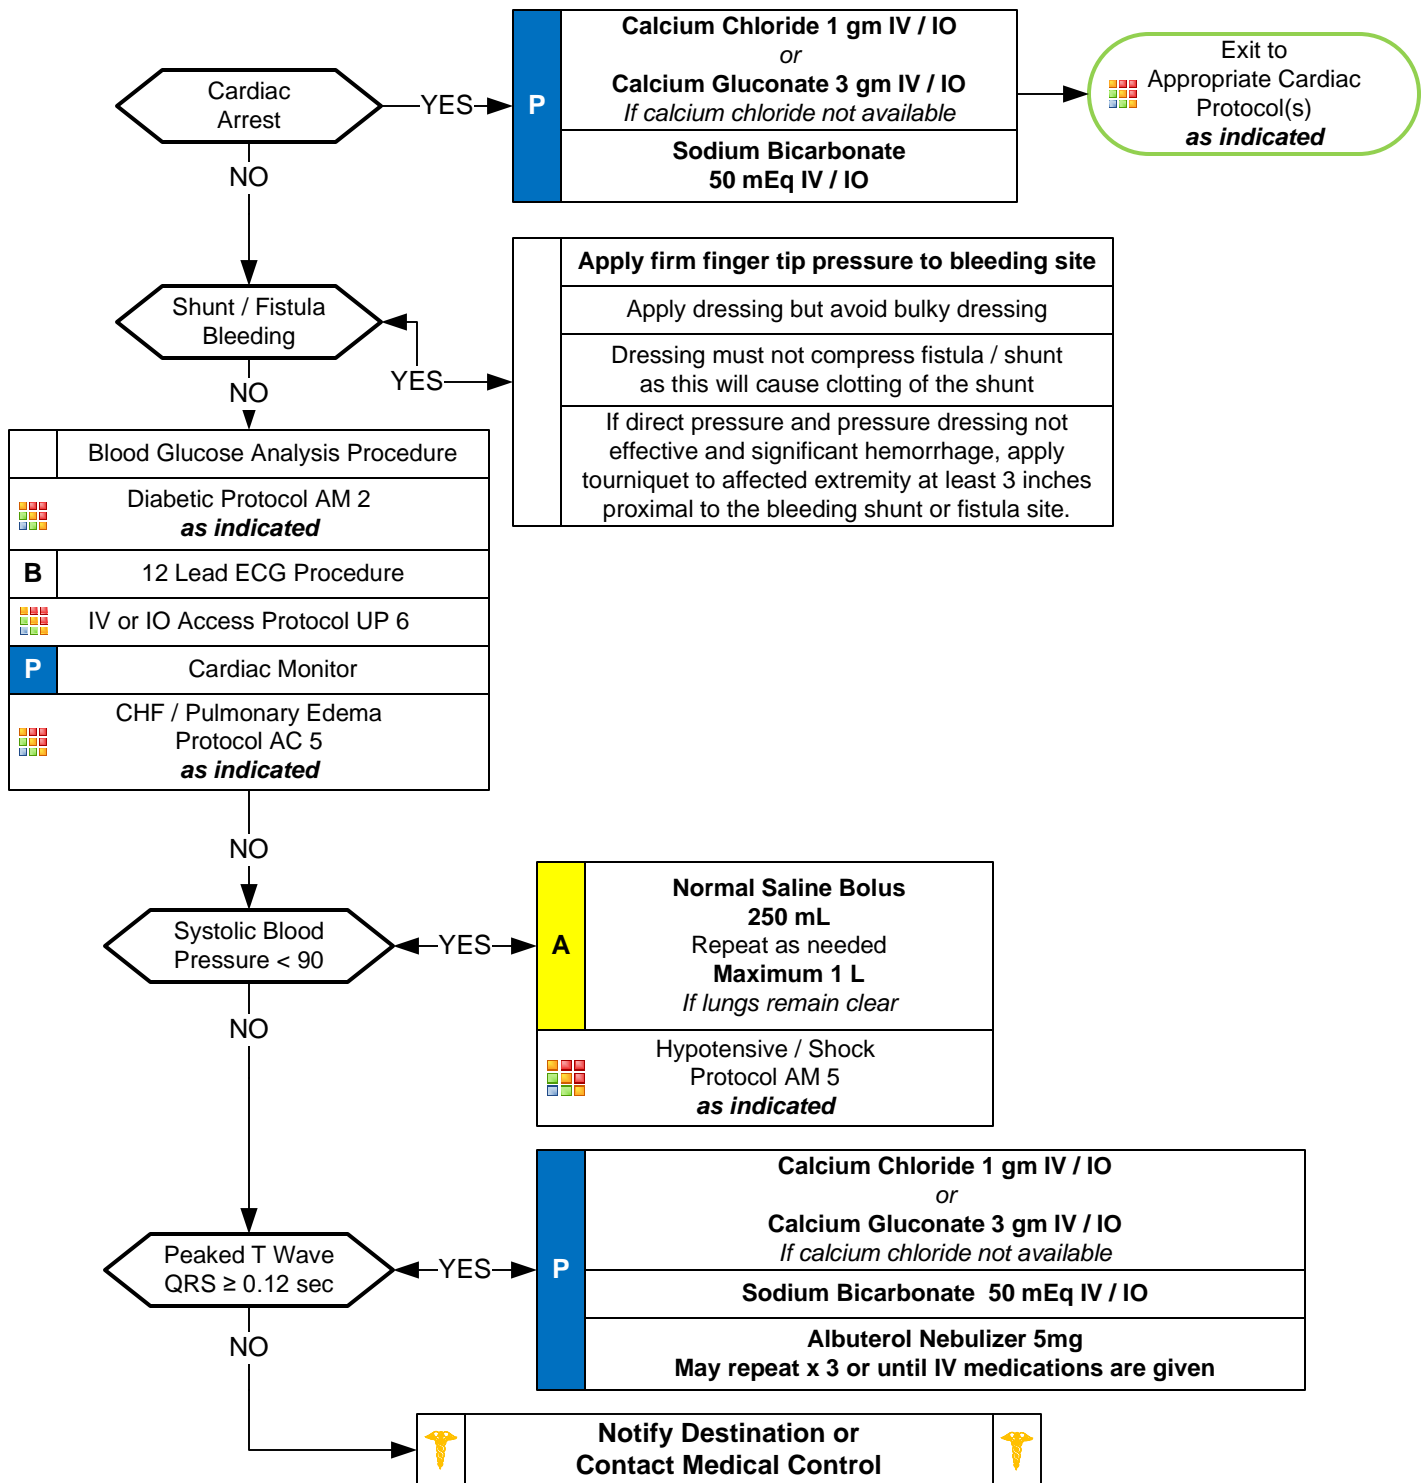 Cardiac
Arrest
YES
P
Calcium Chloride 1 gm IV / IO
or
Calcium Gluconate 3 gm IV / IO
If calcium chloride not available
Sodium Bicarbonate
50 mEq IV / IO
Exit to
Appropriate Cardiac
Protocol(s)
as indicated
NO
Shunt / Fistula
Bleeding
YES
Apply firm finger tip pressure to bleeding site
Apply dressing but avoid bulky dressing
Dressing must not compress fistula / shunt
as this will cause clotting of the shunt
If direct pressure and pressure dressing not
effective and significant hemorrhage, apply
tourniquet to affected extremity at least 3 inches
proximal to the bleeding shunt or fistula site.
NO
Blood Glucose Analysis Procedure
Diabetic Protocol AM 2
as indicated
B
12 Lead ECG Procedure
IV or IO Access Protocol UP 6
P
Cardiac Monitor
CHF / Pulmonary Edema
Protocol AC 5
as indicated
NO
Systolic Blood
Pressure < 90
YES
A
Normal Saline Bolus
250 mL
Repeat as needed
Maximum 1 L
If lungs remain clear
Hypotensive / Shock
Protocol AM 5
as indicated
NO
Peaked T Wave
QRS ≥ 0.12 sec
YES
P
Calcium Chloride 1 gm IV / IO
or
Calcium Gluconate 3 gm IV / IO
If calcium chloride not available
Sodium Bicarbonate 50 mEq IV / IO
Albuterol Nebulizer 5mg
May repeat x 3 or until IV medications are given
NO
Notify Destination or
Contact Medical Control